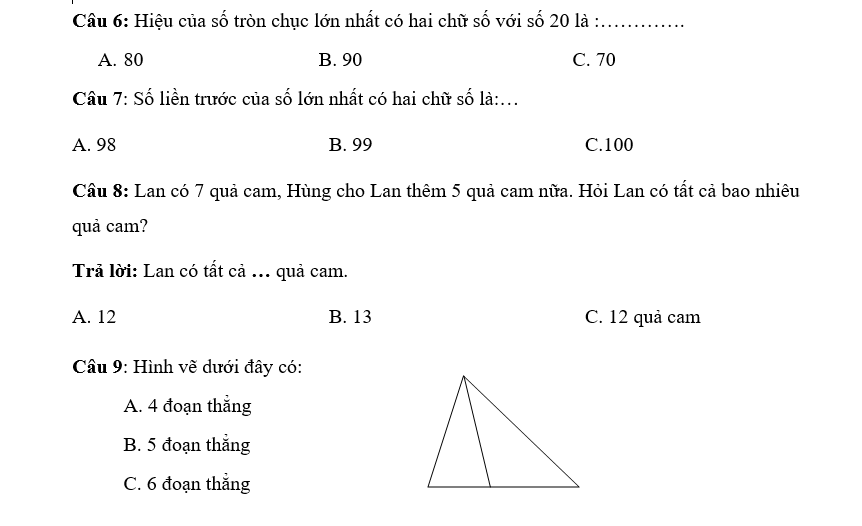 Câu 6: Hiệu của số tròn chục lớn nhất có hai chữ số với số 20 là :.............
A. 80 B. 90 C. 70
Câu 7: Số liền trước của số lớn nhất có hai chữ số là:...
A. 98 B. 99 C.100
Câu 8: Lan có 7 quả cam, Hùng cho Lan thêm 5 quả cam nữa. Hỏi Lan có tất cả bao nhiêu
quả cam?
Trả lời: Lan có tất cả ... quả cam.
A. 12 B. 13 C. 12 quả cam
Câu 9: Hình vẽ dưới đây có:
A. 4 đoạn thẳng
B. 5 đoạn thẳng
C. 6 đoạn thẳng